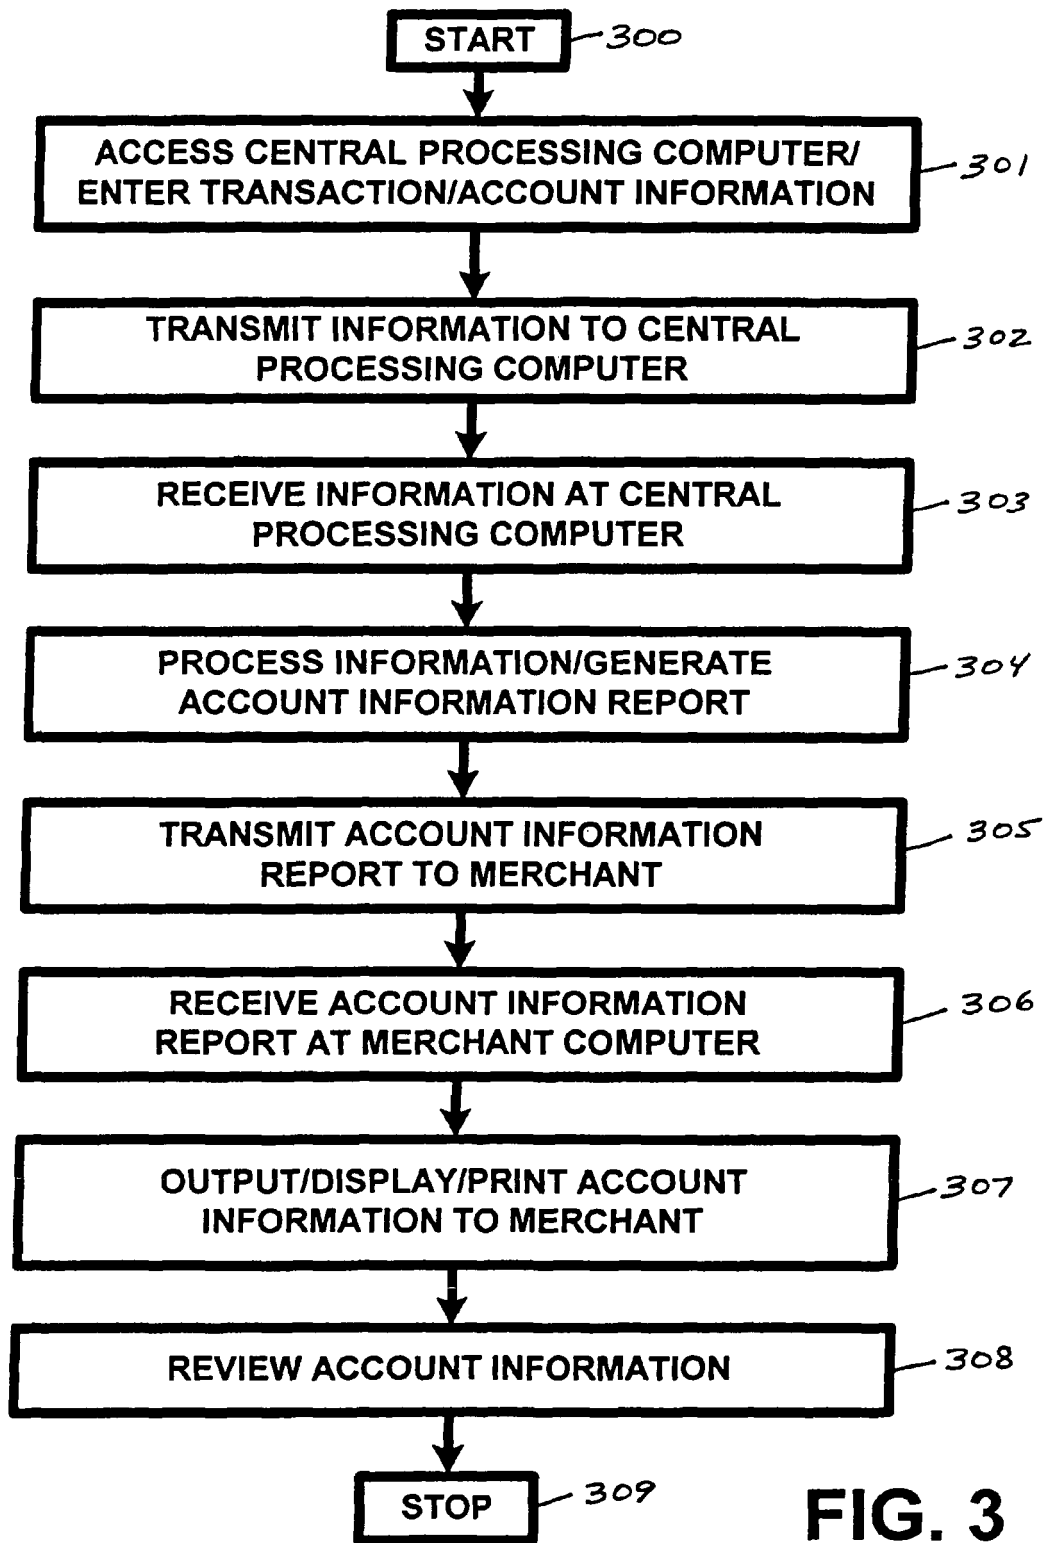 START
300
ACCESS CENTRAL PROCESSING COMPUTER/
ENTER TRANSACTION/ACCOUNT INFORMATION
301
TRANSMIT INFORMATION TO CENTRAL
PROCESSING COMPUTER
302
RECEIVE INFORMATION AT CENTRAL
PROCESSING COMPUTER
303
PROCESS INFORMATION/GENERATE
ACCOUNT INFORMATION REPORT
304
TRANSMIT ACCOUNT INFORMATION
REPORT TO MERCHANT
305
RECEIVE ACCOUNT INFORMATION
REPORT AT MERCHANT COMPUTER
306
OUTPUT/DISPLAY/PRINT ACCOUNT
INFORMATION TO MERCHANT
307
REVIEW ACCOUNT INFORMATION
308
STOP
309
FIG. 3